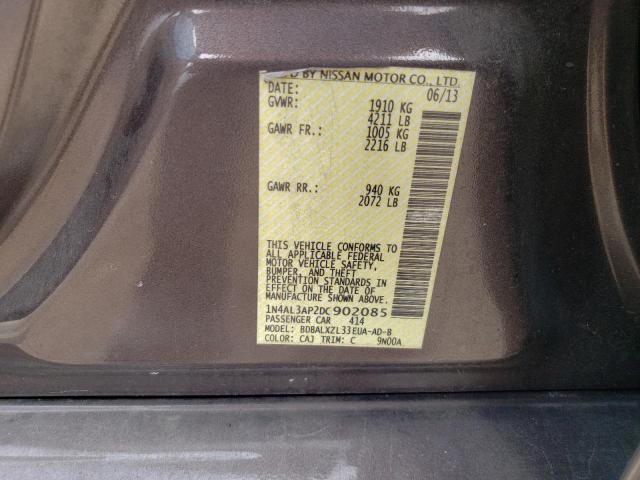 BY NISSAN MOTOR CO., LTD.
DATE: 06/13
GVWR: 1910 KG
4211 LB
GAWR FR.: 1005 KG
2216 LB
GAWR RR.: 940 KG
2072 LB
THIS VEHICLE CONFORMS TO
ALL APPLICABLE FEDERAL
MOTOR VEHICLE SAFETY,
BUMPER, AND THEFT
PREVENTION STANDARDS IN
EFFECT ON THE DATE OF
MANUFACTURE SHOWN ABOVE.
1N4AL3AP2DC902085
PASSENGER CAR 414
MODEL: BDBALXZL33EUA-AD-B
COLOR: CAJ TRIM: C 9N00A